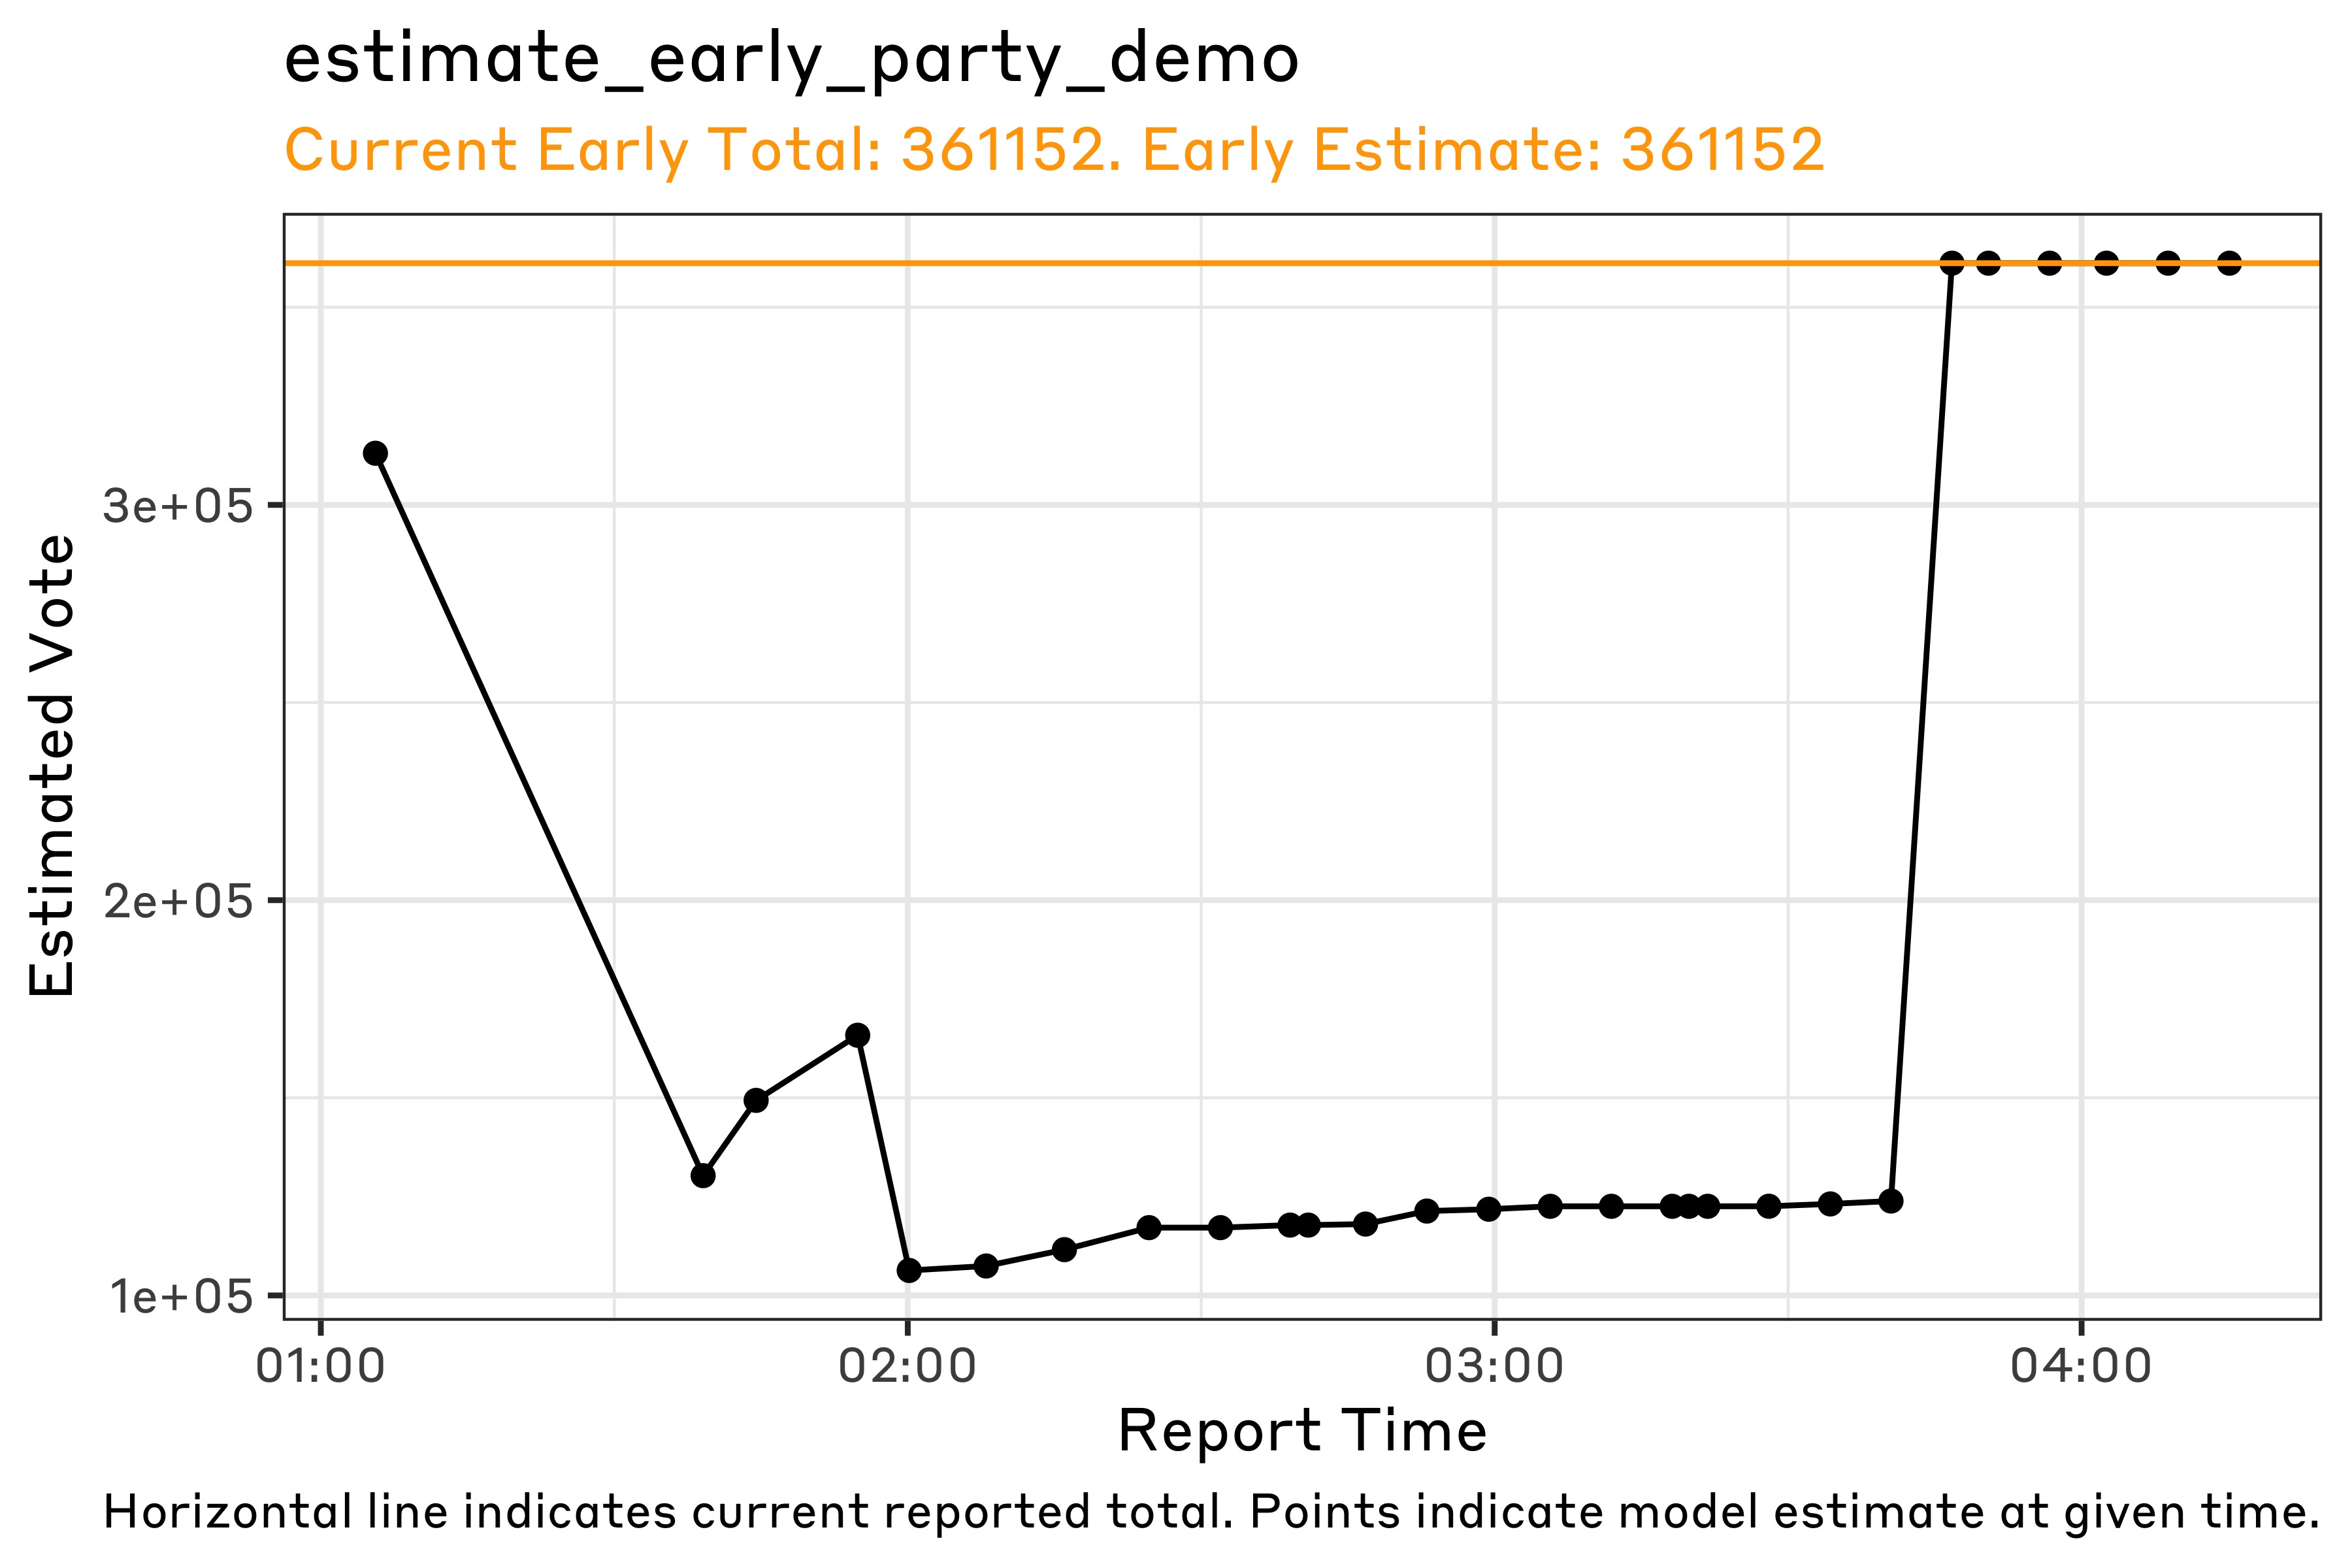 estimate_early_party_demo
Current Early Total: 361152. Early Estimate: 361152
Estimated Vote
3e+05
2e+05
1e+05
01:00 02:00 03:00 04:00
Report Time
Horizontal line indicates current reported total. Points indicate model estimate at given time.